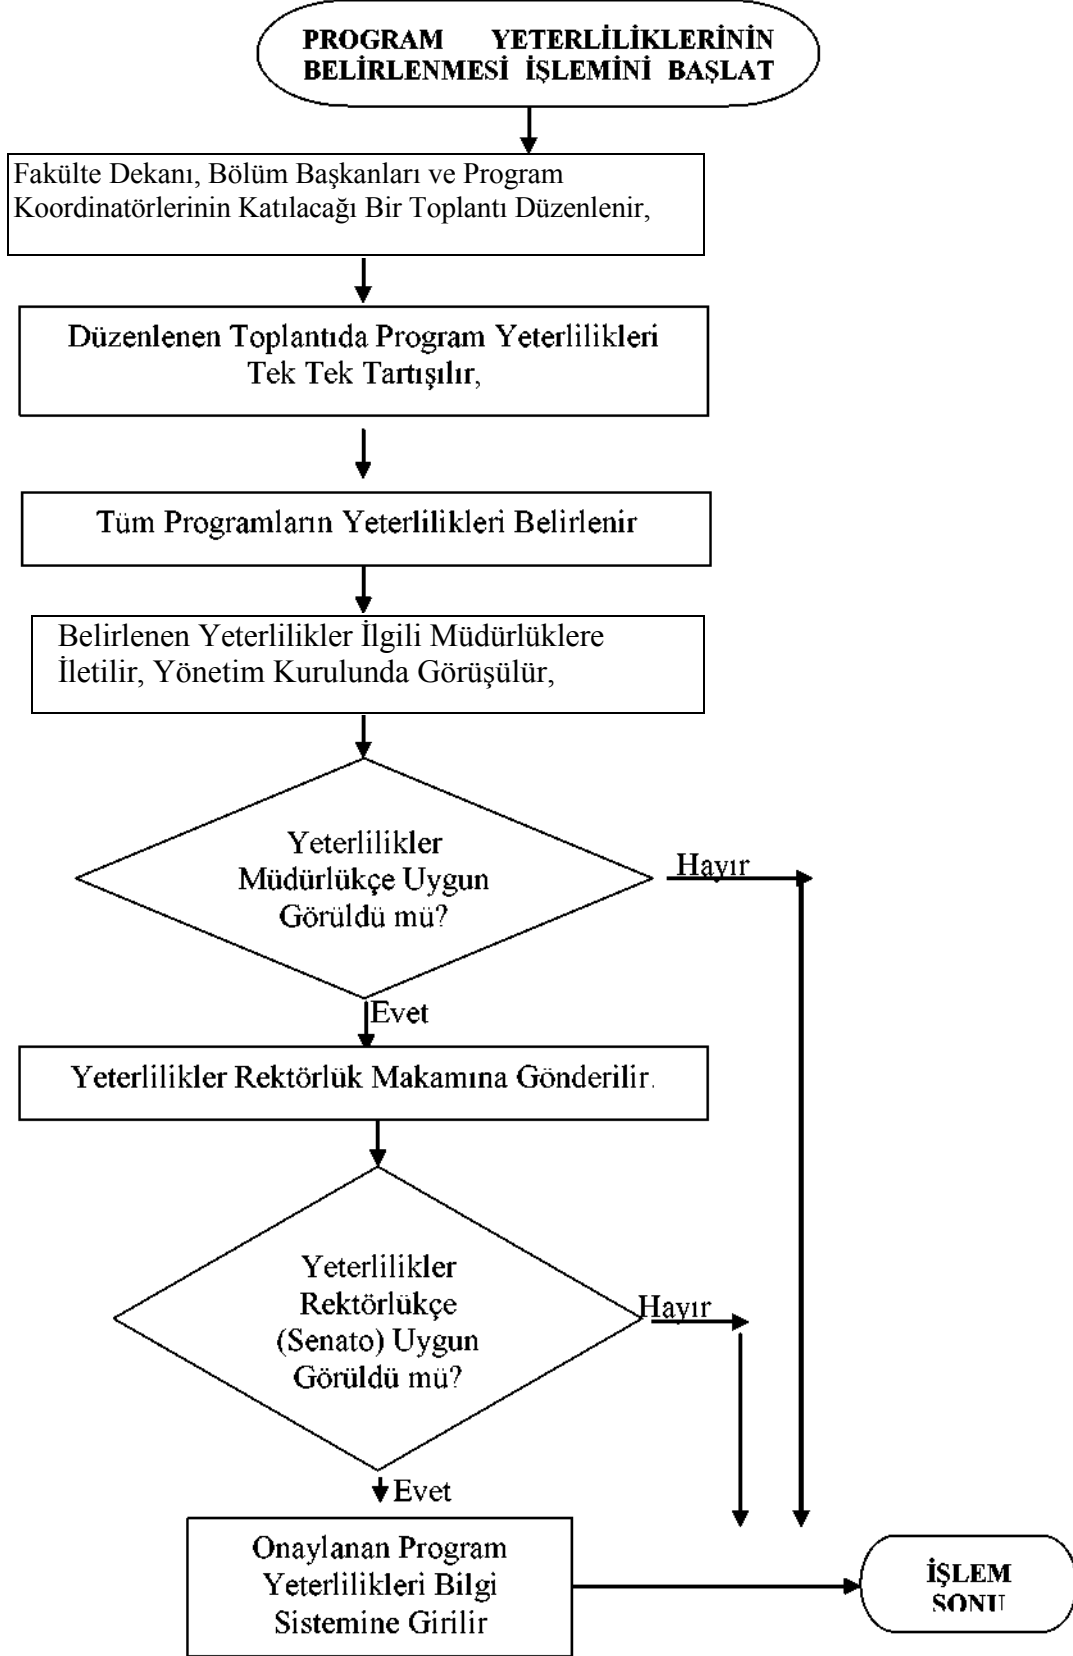 PROGRAM YETERLİLİKLERİNİN
BELİRLENMESİ İŞLEMİNİ BAŞLAT
Fakülte Dekanı, Bölüm Başkanları ve Program
Koordinatörlerinin Katılacağı Bir Toplantı Düzenlenir,
Düzenlenen Toplantıda Program Yeterlilikleri
Tek Tek Tartışılır,
Tüm Programların Yeterlilikleri Belirlenir
Belirlenen Yeterlilikler İlgili Müdürlüklere
İletilir, Yönetim Kurulunda Görüşülür,
Yeterlilikler
Müdürlükçe Uygun
Görüldü mü?
Hayır
Evet
Yeterlilikler Rektörlük Makamına Gönderilir.
Yeterlilikler
Rektörlükçe
(Senato) Uygun
Görüldü mü?
Hayır
Evet
Onaylanan Program
Yeterlilikleri Bilgi
Sistemine Girilir
İŞLEM
SONU